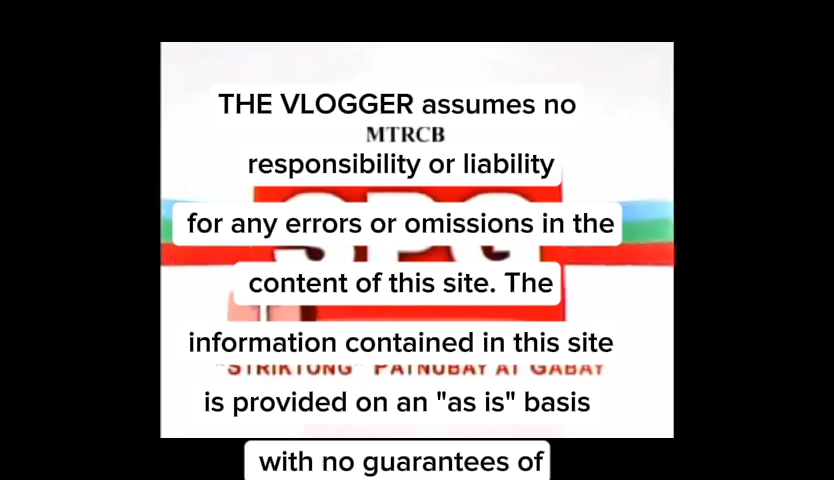 THE VLOGGER assumes no
MTRCB
responsibility or liability
SPG
for any errors or omissions in the
content of this site. The
information contained in this site
"STRIKTONG" PATNUBAY AT GABAY
is provided on an "as is" basis
with no guarantees of